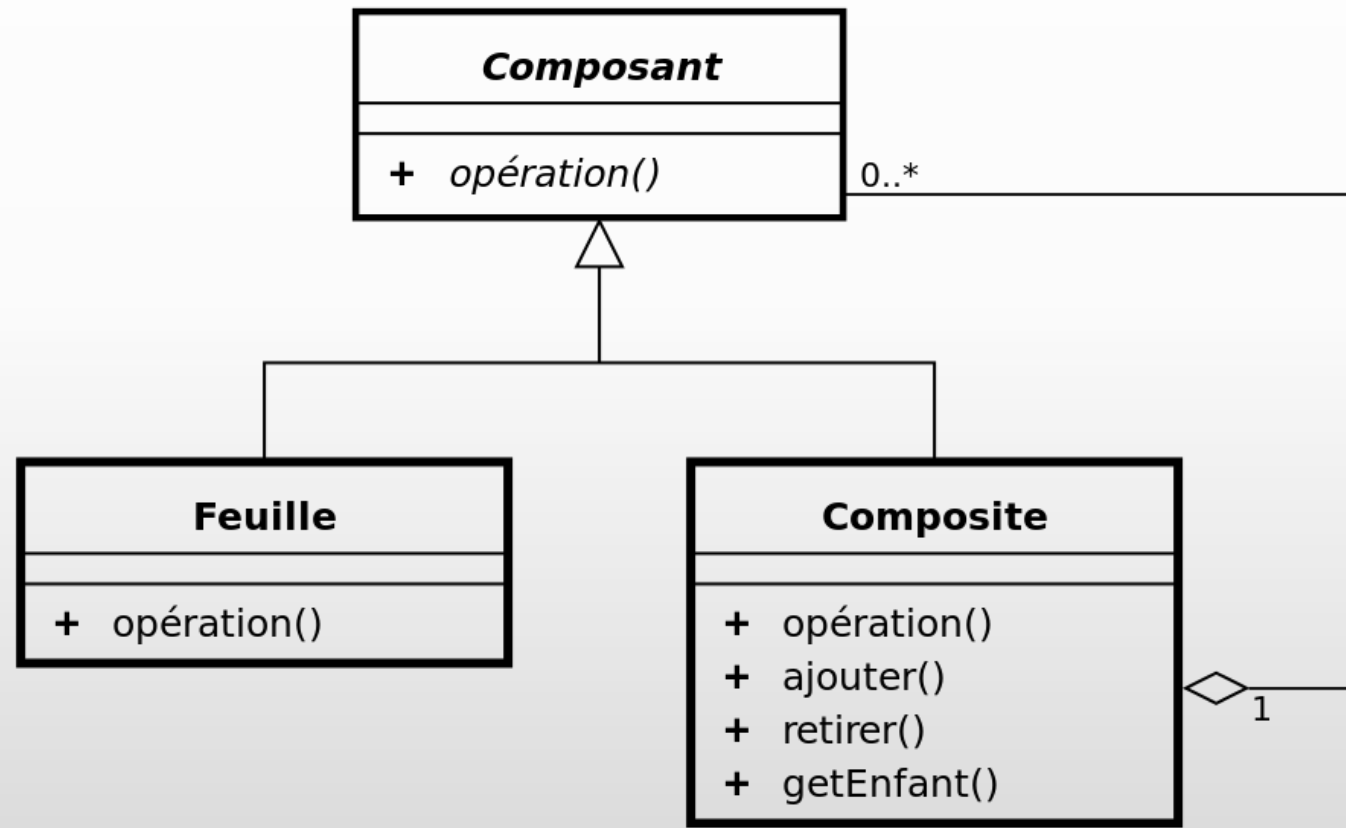 Composant
+ opération()
0..*
Feuille
+ opération()
Composite
+ opération()
+ ajouter()
+ retirer()
+ getEnfant()
1